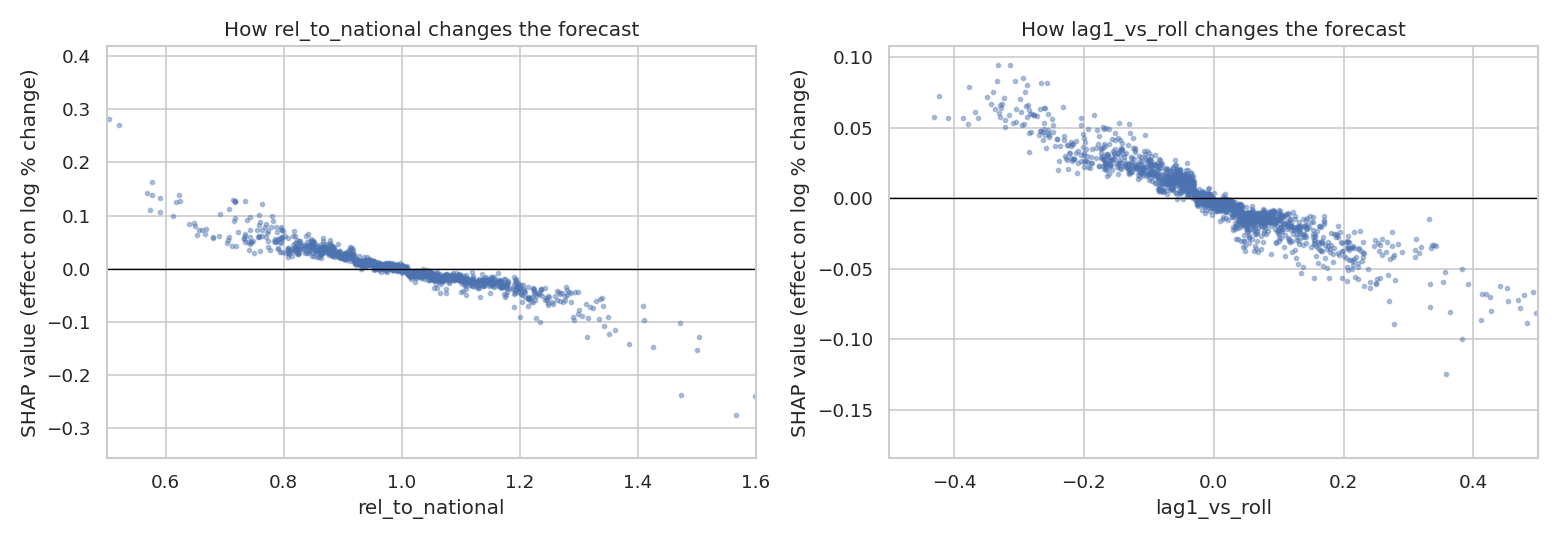 How rel_to_national changes the forecast
SHAP value (effect on log % change)
0.4
0.3
0.2
0.1
0.0
−0.1
−0.2
−0.3
0.6 0.8 1.0 1.2 1.4 1.6
rel_to_national
How lag1_vs_roll changes the forecast
SHAP value (effect on log % change)
0.10
0.05
0.00
−0.05
−0.10
−0.15
−0.4 −0.2 0.0 0.2 0.4
lag1_vs_roll